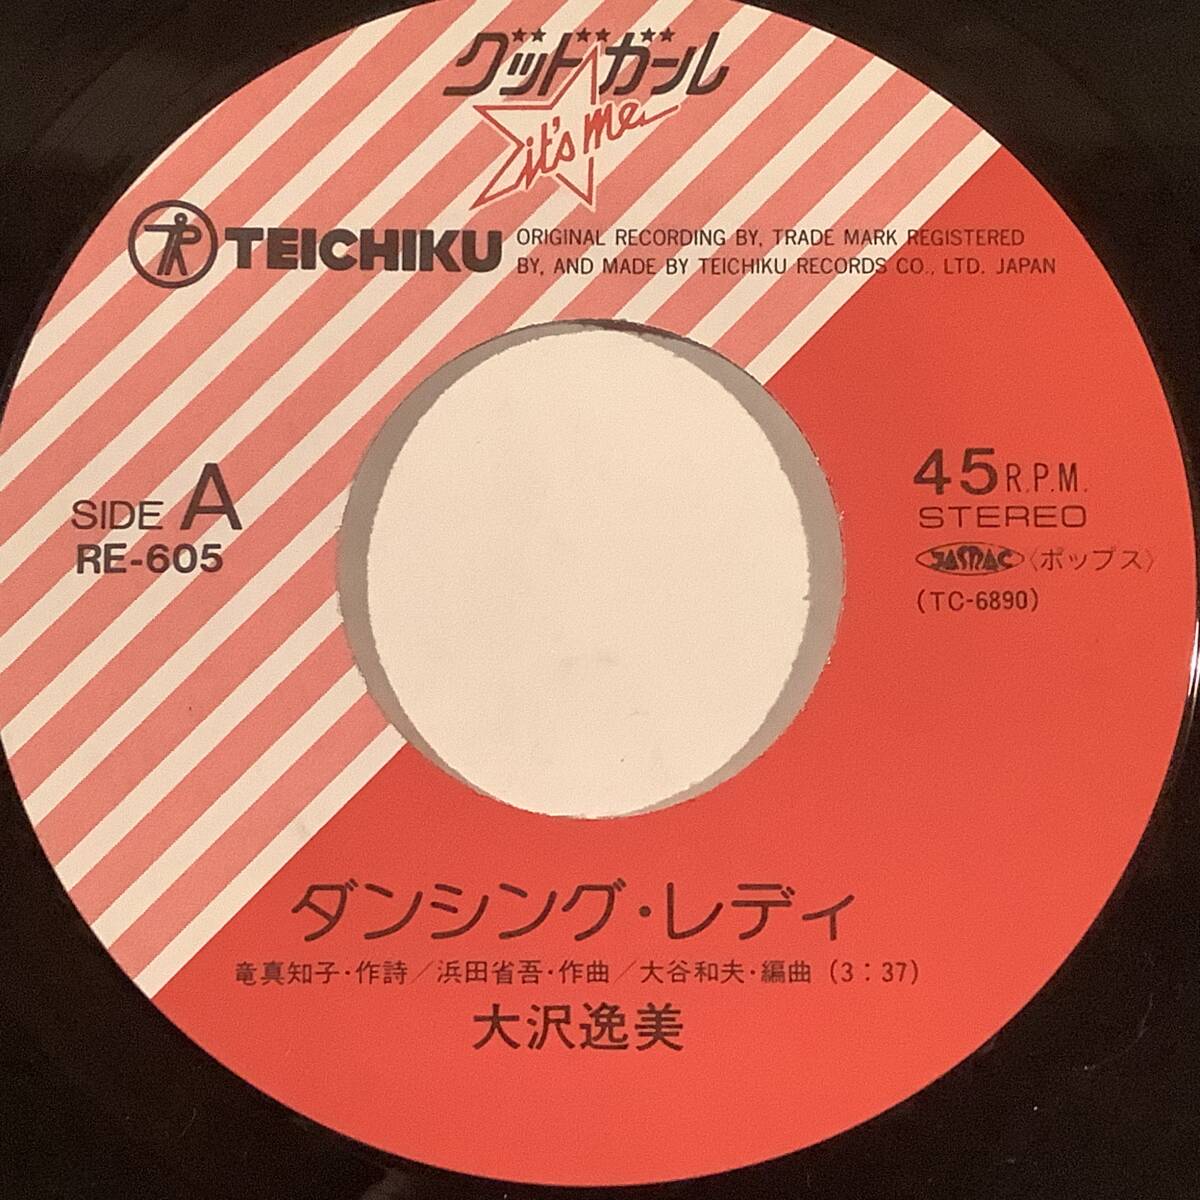 グッドガール
it's me
TEICHIKU
ORIGINAL RECORDING BY, TRADE MARK REGISTERED
BY, AND MADE BY TEICHIKU RECORDS CO., LTD. JAPAN
SIDE A
RE-605
45 R.P.M.
STEREO
JASRAC 〈ポップス〉
(TC-6890)
ダンシング・レディ
竜真知子・作詩／浜田省吾・作曲／大谷和夫・編曲 (3：37)
大沢逸美